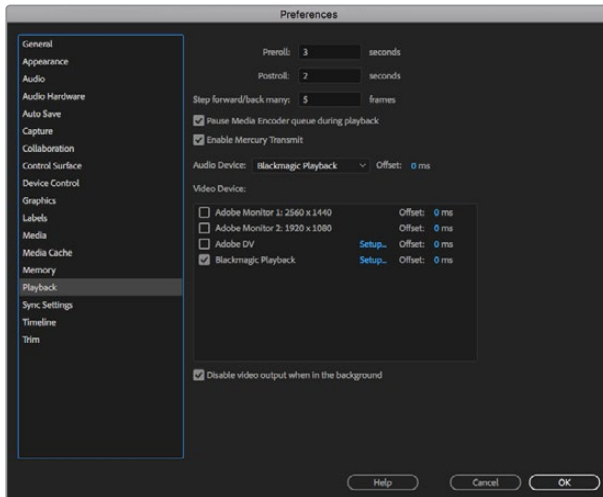 Preferences
General
Appearance
Audio
Audio Hardware
Auto Save
Capture
Collaboration
Control Surface
Device Control
Graphics
Labels
Media
Media Cache
Memory
Playback
Sync Settings
Timeline
Trim
Preroll: 3 seconds
Postroll: 2 seconds
Step forward/back many: 5 frames
Pause Media Encoder queue during playback
Enable Mercury Transmit
Audio Device: Blackmagic Playback Offset: 0 ms
Video Device:
Adobe Monitor 1: 2560 x 1440 Offset: 0 ms
Adobe Monitor 2: 1920 x 1080 Offset: 0 ms
Adobe DV Setup... Offset: 0 ms
Blackmagic Playback Setup... Offset: 0 ms
Disable video output when in the background
Help Cancel OK